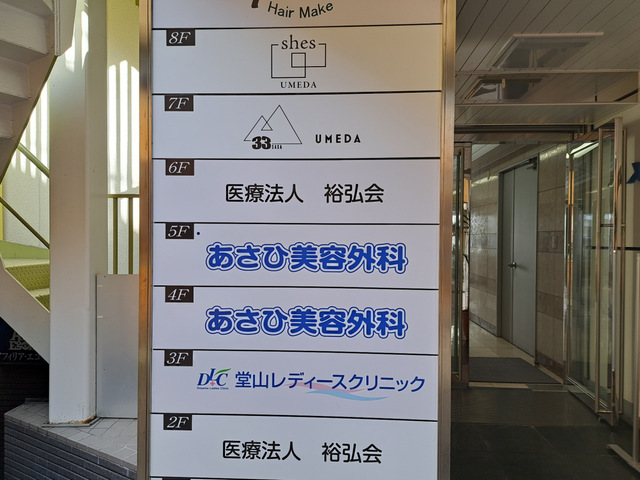 Hair Make
8F
shes
UMEDA
7F
33
UMEDA
6F
医療法人 裕弘会
5F
あさひ美容外科
4F
あさひ美容外科
3F
DLC 堂山レディースクリニック
2F
医療法人 裕弘会